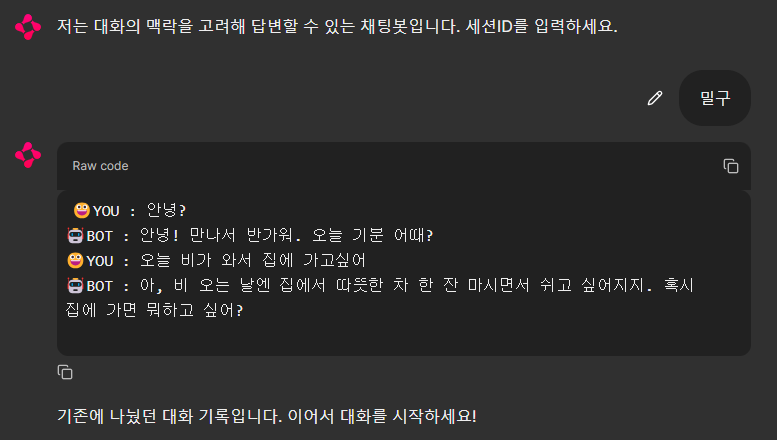 저는 대화의 맥락을 고려해 답변할 수 있는 채팅봇입니다. 세션ID를 입력하세요.
밀구
Raw code
YOU : 안녕?
BOT : 안녕! 만나서 반가워. 오늘 기분 어때?
YOU : 오늘 비가 와서 집에 가고싶어
BOT : 아, 비 오는 날엔 집에서 따뜻한 차 한 잔 마시면서 쉬고 싶어지지. 혹시
집에 가면 뭐하고 싶어?
기존에 나눴던 대화 기록입니다. 이어서 대화를 시작하세요!